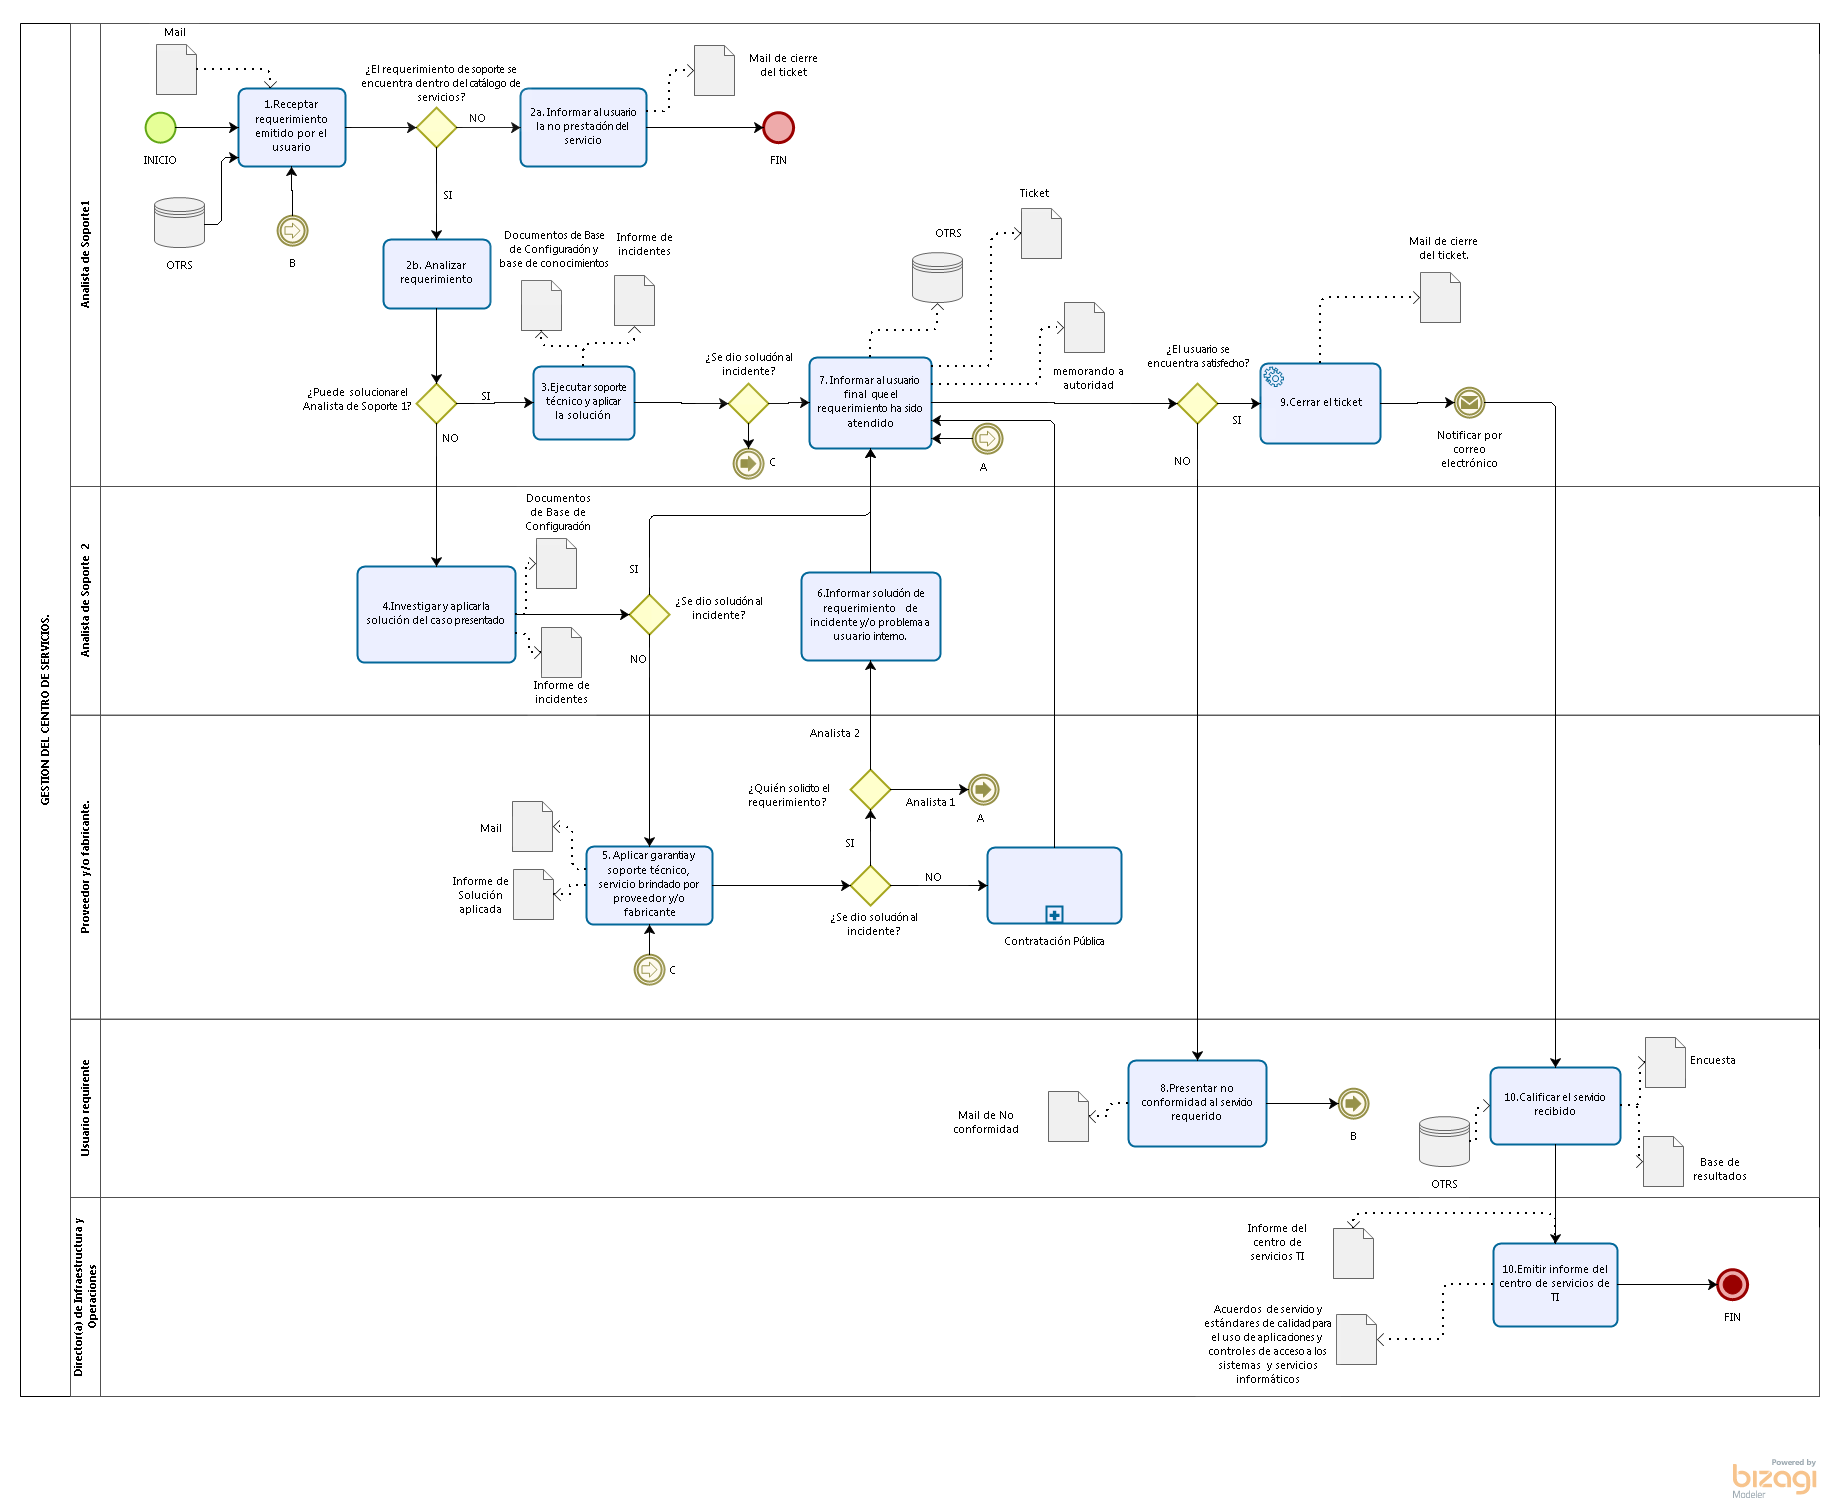 GESTION DEL CENTRO DE SERVICIOS.
Analista de Soporte1
Mail
INICIO
OTRS
1.Receptar
requerimiento
emitido por el
usuario
B
¿El requerimiento de soporte se
encuentra dentro del catálogo de
servicios?
NO
SI
2a. Informar al usuario
la no prestación del
servicio
Mail de cierre
del ticket
FIN
2b. Analizar
requerimiento
¿Puede solucionar el
Analista de Soporte 1?
SI
NO
Documentos de Base
de Configuración y
base de conocimientos
Informe de
incidentes
3.Ejecutar soporte
técnico y aplicar
la solución
¿Se dio solución al
incidente?
C
OTRS
Ticket
memorando a
autoridad
7. Informar al usuario
final que el
requerimiento ha sido
atendido
A
¿El usuario se
encuentra satisfecho?
SI
NO
Mail de cierre
del ticket.
9.Cerrar el ticket
Notificar por
correo
electrónico
Analista de Soporte 2
Documentos
de Base de
Configuración
4.Investigar y aplicar la
solución del caso presentado
Informe de
incidentes
SI
¿Se dio solución al
incidente?
NO
6.Informar solución de
requerimiento de
incidente y/o problema a
usuario interno.
Proveedor y/o fabricante.
Analista 2
¿Quién solicito el
requerimiento?
Analista 1
A
Mail
Informe de
Solución
aplicada
5. Aplicar garantia y
soporte técnico,
servicio brindado por
proveedor y/o
fabricante
C
SI
NO
¿Se dio solución al
incidente?
Contratación Pública
Usuario requirente
Mail de No
conformidad
8.Presentar no
conformidad al servicio
requerido
B
OTRS
10.Calificar el servicio
recibido
Encuesta
Base de
resultados
Director(a) de Infraestructura y
Operaciones
Informe del
centro de
servicios TI
Acuerdos de servicio y
estándares de calidad para
el uso de aplicaciones y
controles de acceso a los
sistemas y servicios
informáticos
10.Emitir informe del
centro de servicios de
TI
FIN
Powered by
bizagi
Modeler